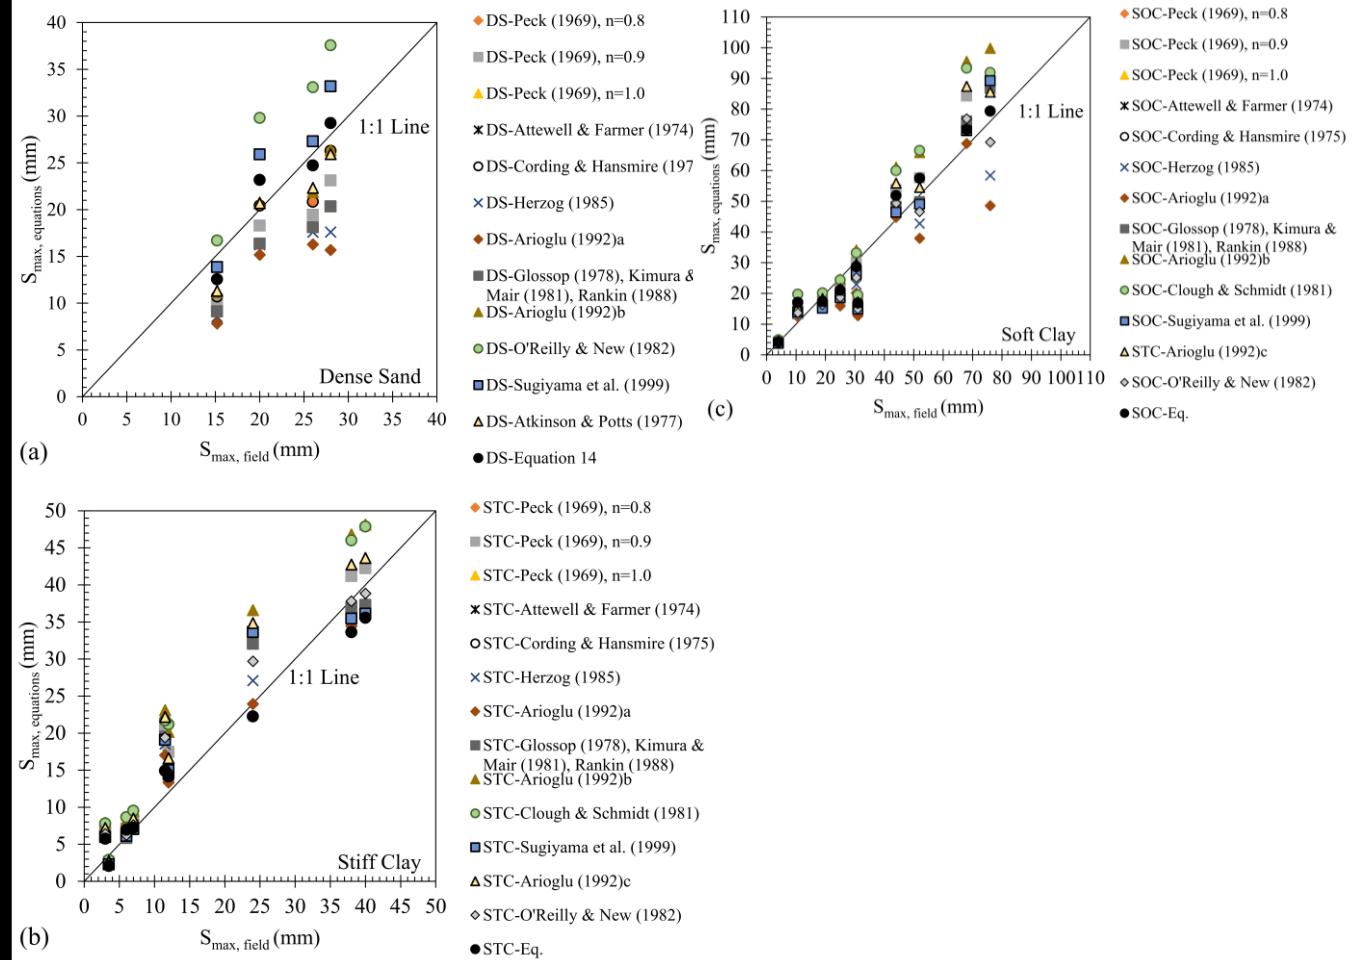 40
35
30
25
20
15
10
5
0
0 5 10 15 20 25 30 35 40
S max, equations (mm)
S max, field (mm)
1:1 Line
Dense Sand
(a)
DS-Peck (1969), n=0.8
DS-Peck (1969), n=0.9
DS-Peck (1969), n=1.0
DS-Attewell & Farmer (1974)
DS-Cording & Hansmire (197
DS-Herzog (1985)
DS-Arioglu (1992)a
DS-Glossop (1978), Kimura &
Mair (1981), Rankin (1988)
DS-Arioglu (1992)b
DS-O'Reilly & New (1982)
DS-Sugiyama et al. (1999)
DS-Atkinson & Potts (1977)
DS-Equation 14
110
100
90
80
70
60
50
40
30
20
10
0
0 10 20 30 40 50 60 70 80 90 100 110
S max, equations (mm)
S max, field (mm)
1:1 Line
Soft Clay
(c)
SOC-Peck (1969), n=0.8
SOC-Peck (1969), n=0.9
SOC-Peck (1969), n=1.0
SOC-Attewell & Farmer (1974)
SOC-Cording & Hansmire (1975)
SOC-Herzog (1985)
SOC-Arioglu (1992)a
SOC-Glossop (1978), Kimura &
Mair (1981), Rankin (1988)
SOC-Arioglu (1992)b
SOC-Clough & Schmidt (1981)
SOC-Sugiyama et al. (1999)
STC-Arioglu (1992)c
SOC-O'Reilly & New (1982)
SOC-Eq.
50
45
40
35
30
25
20
15
10
5
0
0 5 10 15 20 25 30 35 40 45 50
S max, equations (mm)
S max, field (mm)
1:1 Line
Stiff Clay
(b)
STC-Peck (1969), n=0.8
STC-Peck (1969), n=0.9
STC-Peck (1969), n=1.0
STC-Attewell & Farmer (1974)
STC-Cording & Hansmire (1975)
STC-Herzog (1985)
STC-Arioglu (1992)a
STC-Glossop (1978), Kimura &
Mair (1981), Rankin (1988)
STC-Arioglu (1992)b
STC-Clough & Schmidt (1981)
STC-Sugiyama et al. (1999)
STC-Arioglu (1992)c
STC-O'Reilly & New (1982)
STC-Eq.